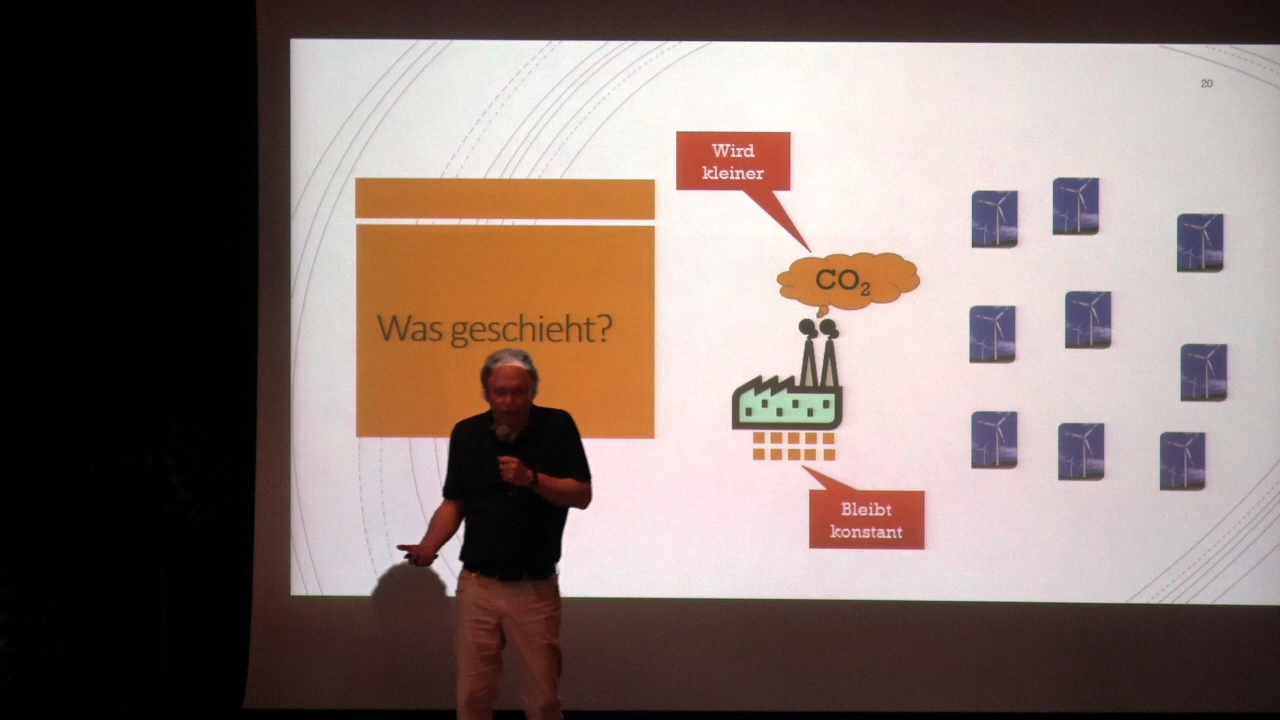 20
Wird
kleiner
CO₂
Was geschieht?
Bleibt
konstant